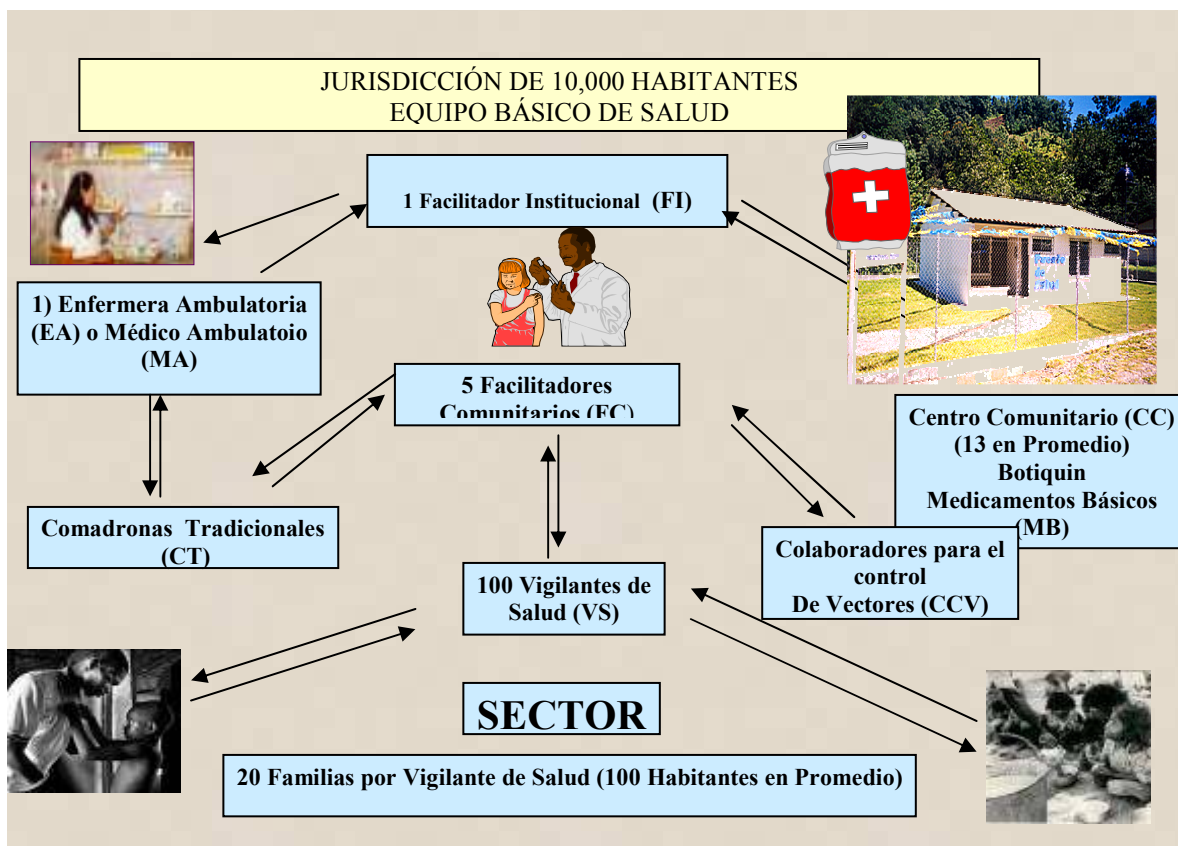 JURISDICCIÓN DE 10,000 HABITANTES
EQUIPO BÁSICO DE SALUD
1 Facilitador Institucional (FI)
1) Enfermera Ambulatoria
(EA) o Médico Ambulatoio
(MA)
5 Facilitadores
Comunitarios (FC)
Centro Comunitario (CC)
(13 en Promedio)
Botiquin
Medicamentos Básicos
(MB)
Comadronas Tradicionales
(CT)
Colaboradores para el
control
De Vectores (CCV)
100 Vigilantes de
Salud (VS)
SECTOR
20 Familias por Vigilante de Salud (100 Habitantes en Promedio)